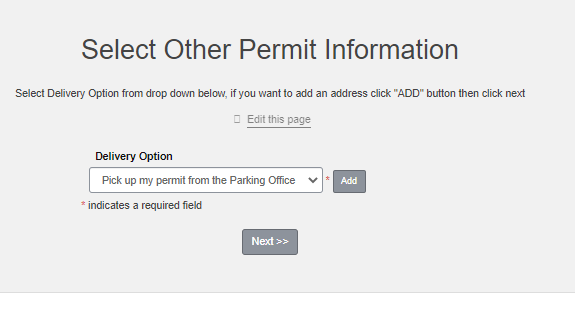 Select Other Permit Information
Select Delivery Option from drop down below, if you want to add an address click "ADD" button then click next
Edit this page
Delivery Option
Pick up my permit from the Parking Office * Add
* indicates a required field
Next >>